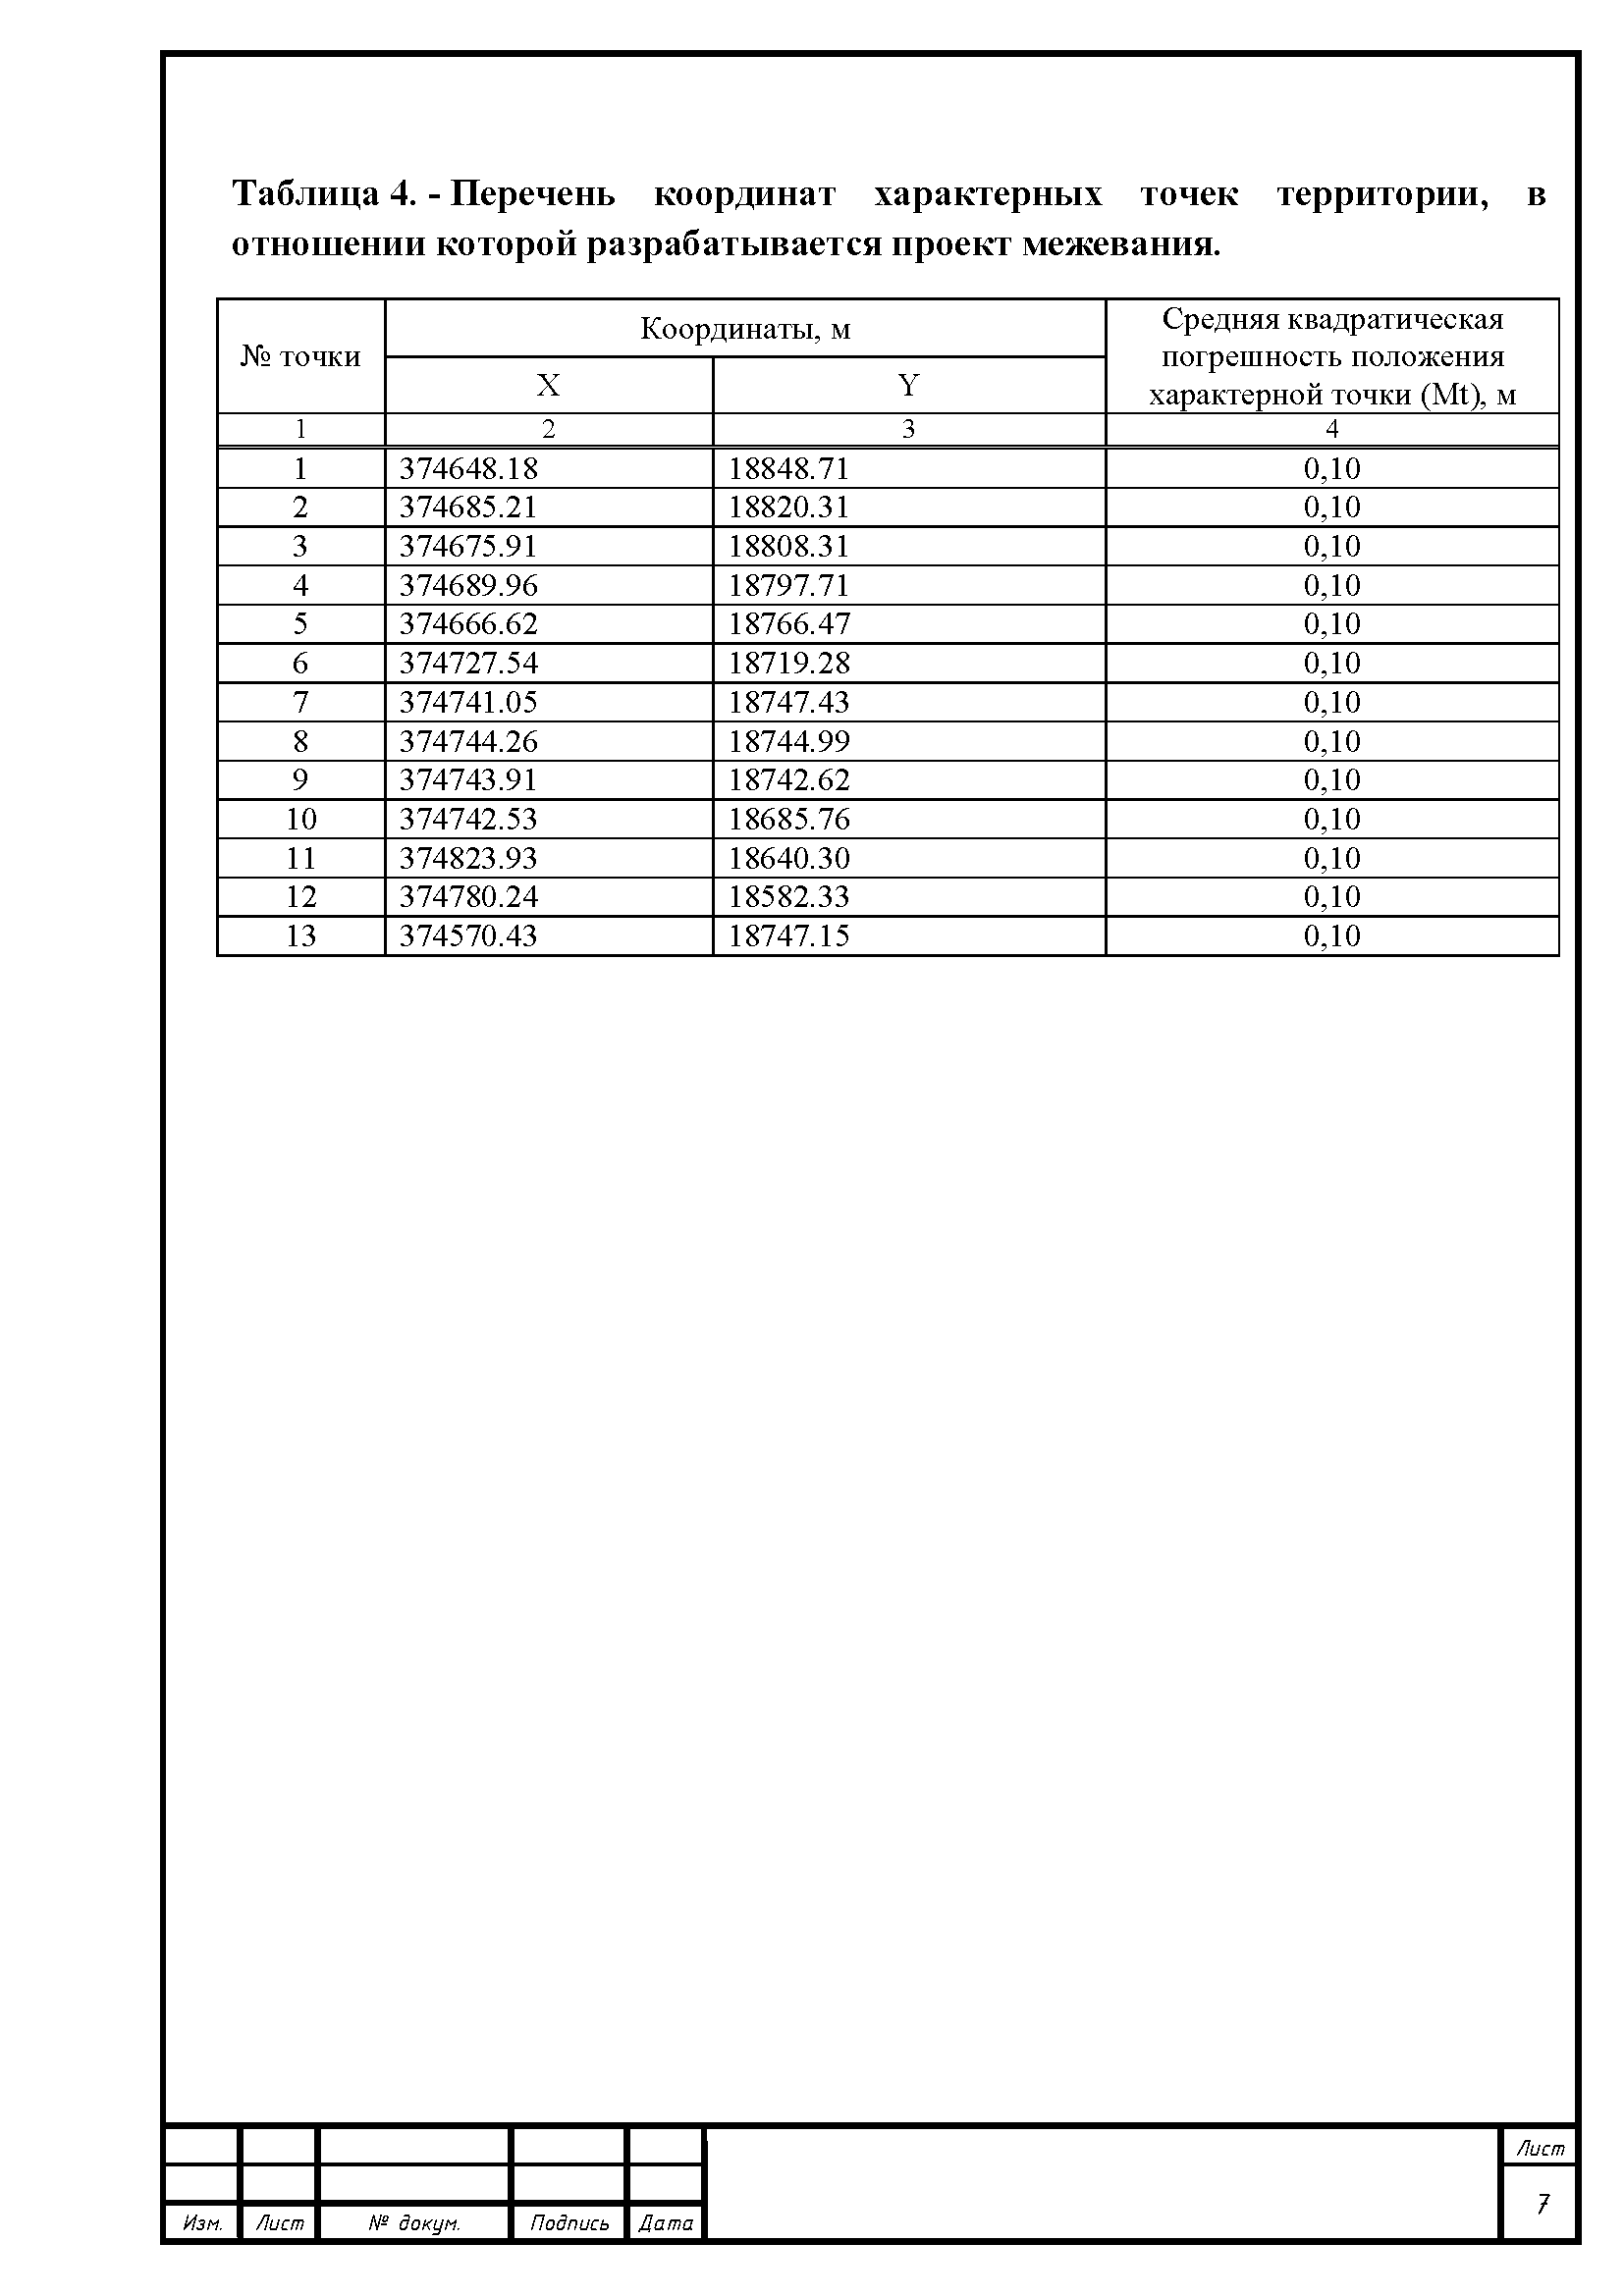 Таблица 4. - Перечень координат характерных точек территории, в
отношении которой разрабатывается проект межевания.
№ точки Координаты, м Средняя квадратическая
погрешность положения
характерной точки (Mt), м
X Y
1 2 3 4
1 374648.18 18848.71 0,10
2 374685.21 18820.31 0,10
3 374675.91 18808.31 0,10
4 374689.96 18797.71 0,10
5 374666.62 18766.47 0,10
6 374727.54 18719.28 0,10
7 374741.05 18747.43 0,10
8 374744.26 18744.99 0,10
9 374743.91 18742.62 0,10
10 374742.53 18685.76 0,10
11 374823.93 18640.30 0,10
12 374780.24 18582.33 0,10
13 374570.43 18747.15 0,10
Лист
7
Изм. Лист № докум. Подпись Дата